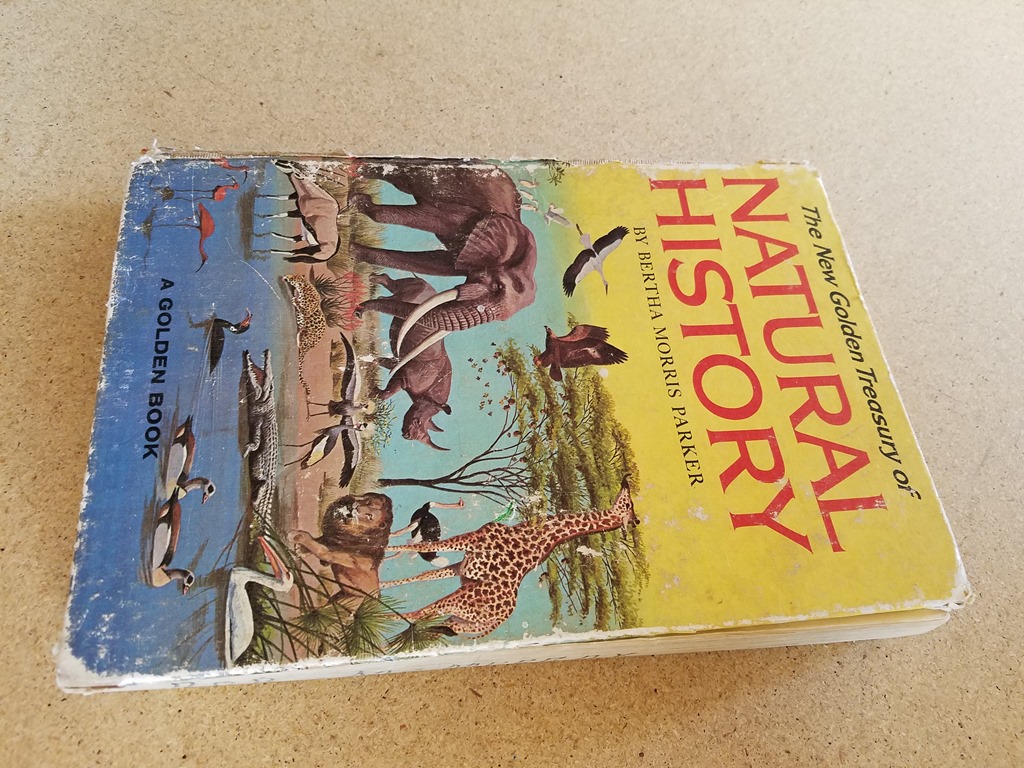 The New Golden Treasury of
NATURAL
HISTORY
BY BERTHA MORRIS PARKER
A GOLDEN BOOK